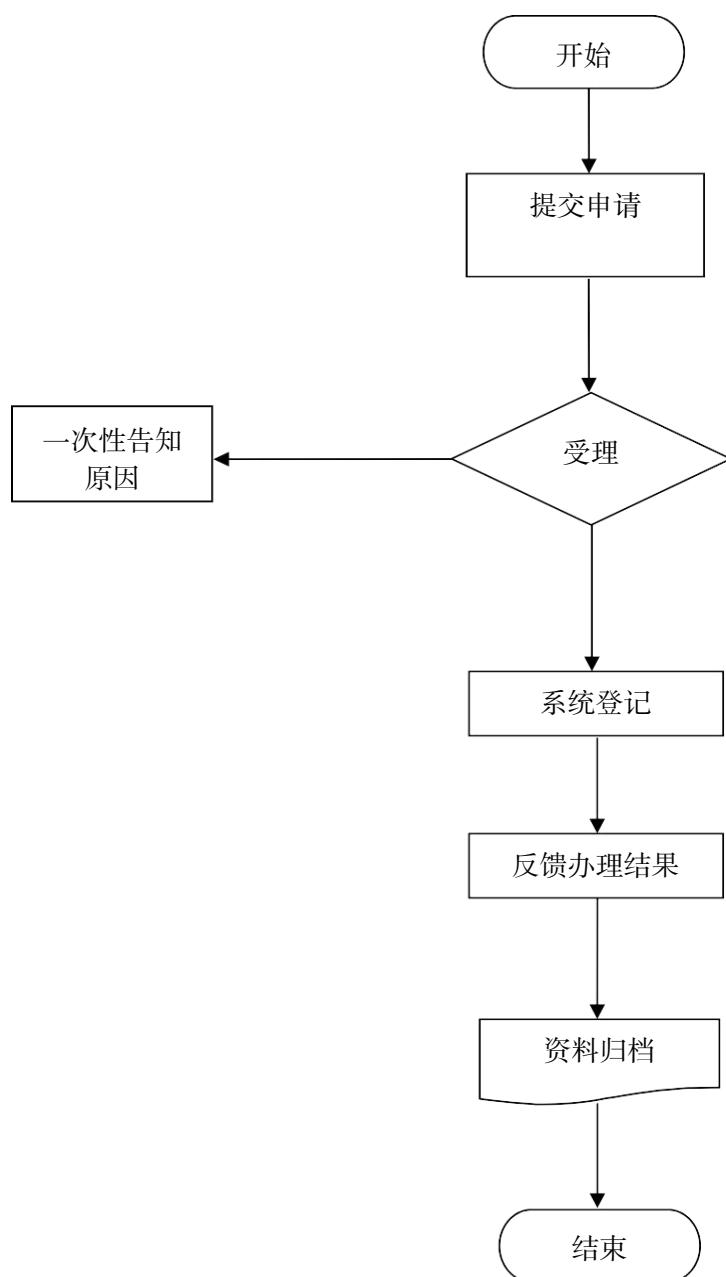 开始
提交申请
受理
一次性告知
原因
系统登记
反馈办理结果
资料归档
结束